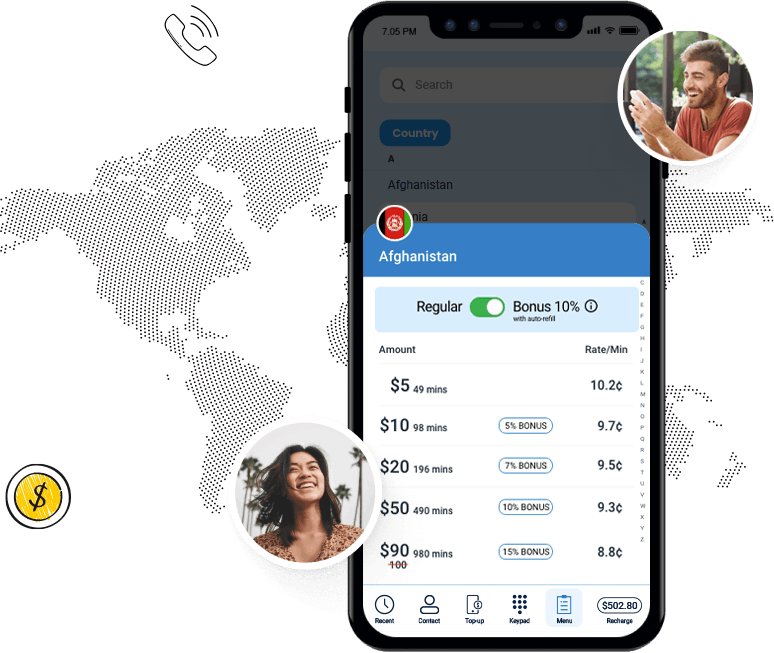 7.05 PM
Search
Country
A
Afghanistan
nia
A
Afghanistan
Regular
Bonus 10%
with auto-refill
Amount
Rate/Min
$5 49 mins
10.2¢
$10 98 mins
5% BONUS
9.7¢
$20 196 mins
7% BONUS
9.5¢
$50 490 mins
10% BONUS
9.3¢
$90 980 mins
15% BONUS
8.8¢
100
C
D
E
F
G
H
I
J
K
L
M
N
O
P
Q
R
S
T
U
V
W
X
Y
Z
Recent
Contact
Top-up
Keypad
Menu
$502.80
Recharge
$